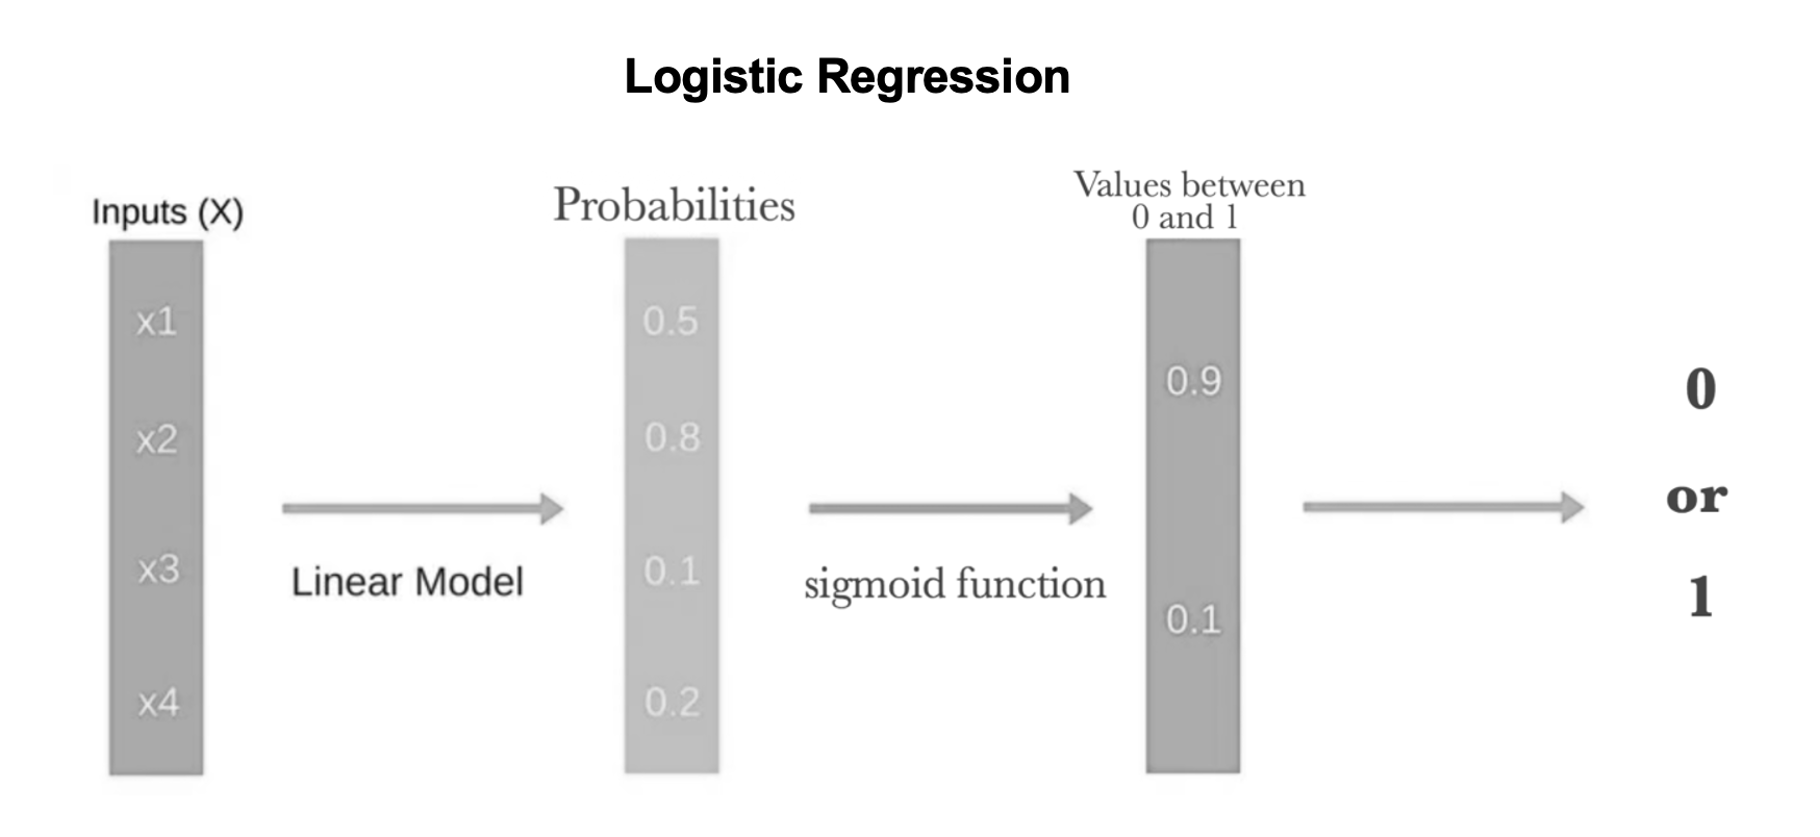 Logistic Regression
Inputs (X)
x1
x2
x3
x4
Linear Model
Probabilities
0.5
0.8
0.1
0.2
sigmoid function
Values between
0 and 1
0.9
0.1
0
or
1